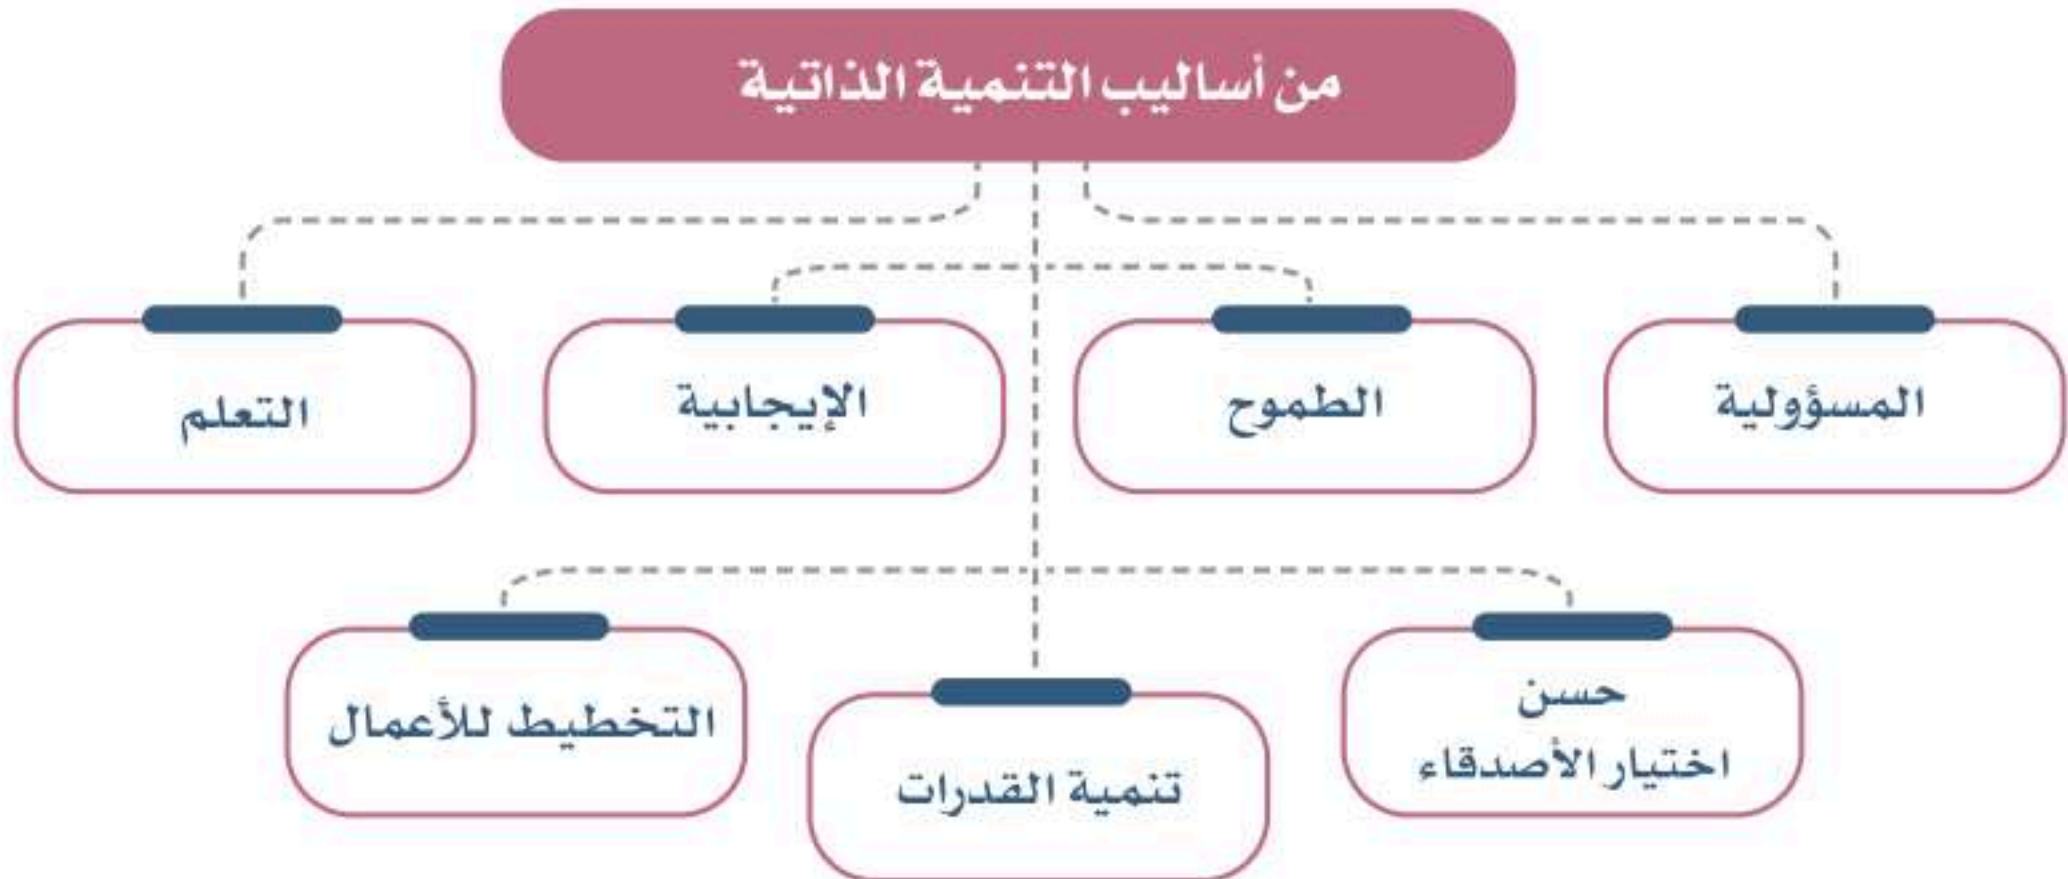 من أساليب التنمية الذاتية
المسؤولية
الطموح
الإيجابية
التعلم
حسن
اختيار الأصدقاء
تنمية القدرات
التخطيط للأعمال